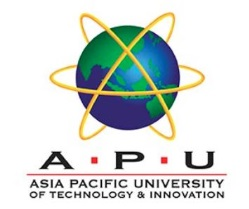 A · P · U
ASIA PACIFIC UNIVERSITY
OF TECHNOLOGY & INNOVATION